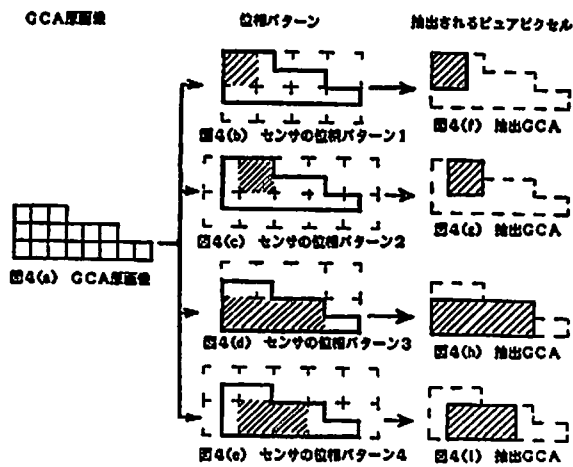 GCA原画像
位相パターン
抽出されるピュアピクセル
図4(b) センサの位相パターン1
図4(f) 抽出GCA
図4(c) センサの位相パターン2
図4(g) 抽出GCA
図4(a) GCA原画像
図4(d) センサの位相パターン3
図4(h) 抽出GCA
図4(e) センサの位相パターン4
図4(i) 抽出GCA